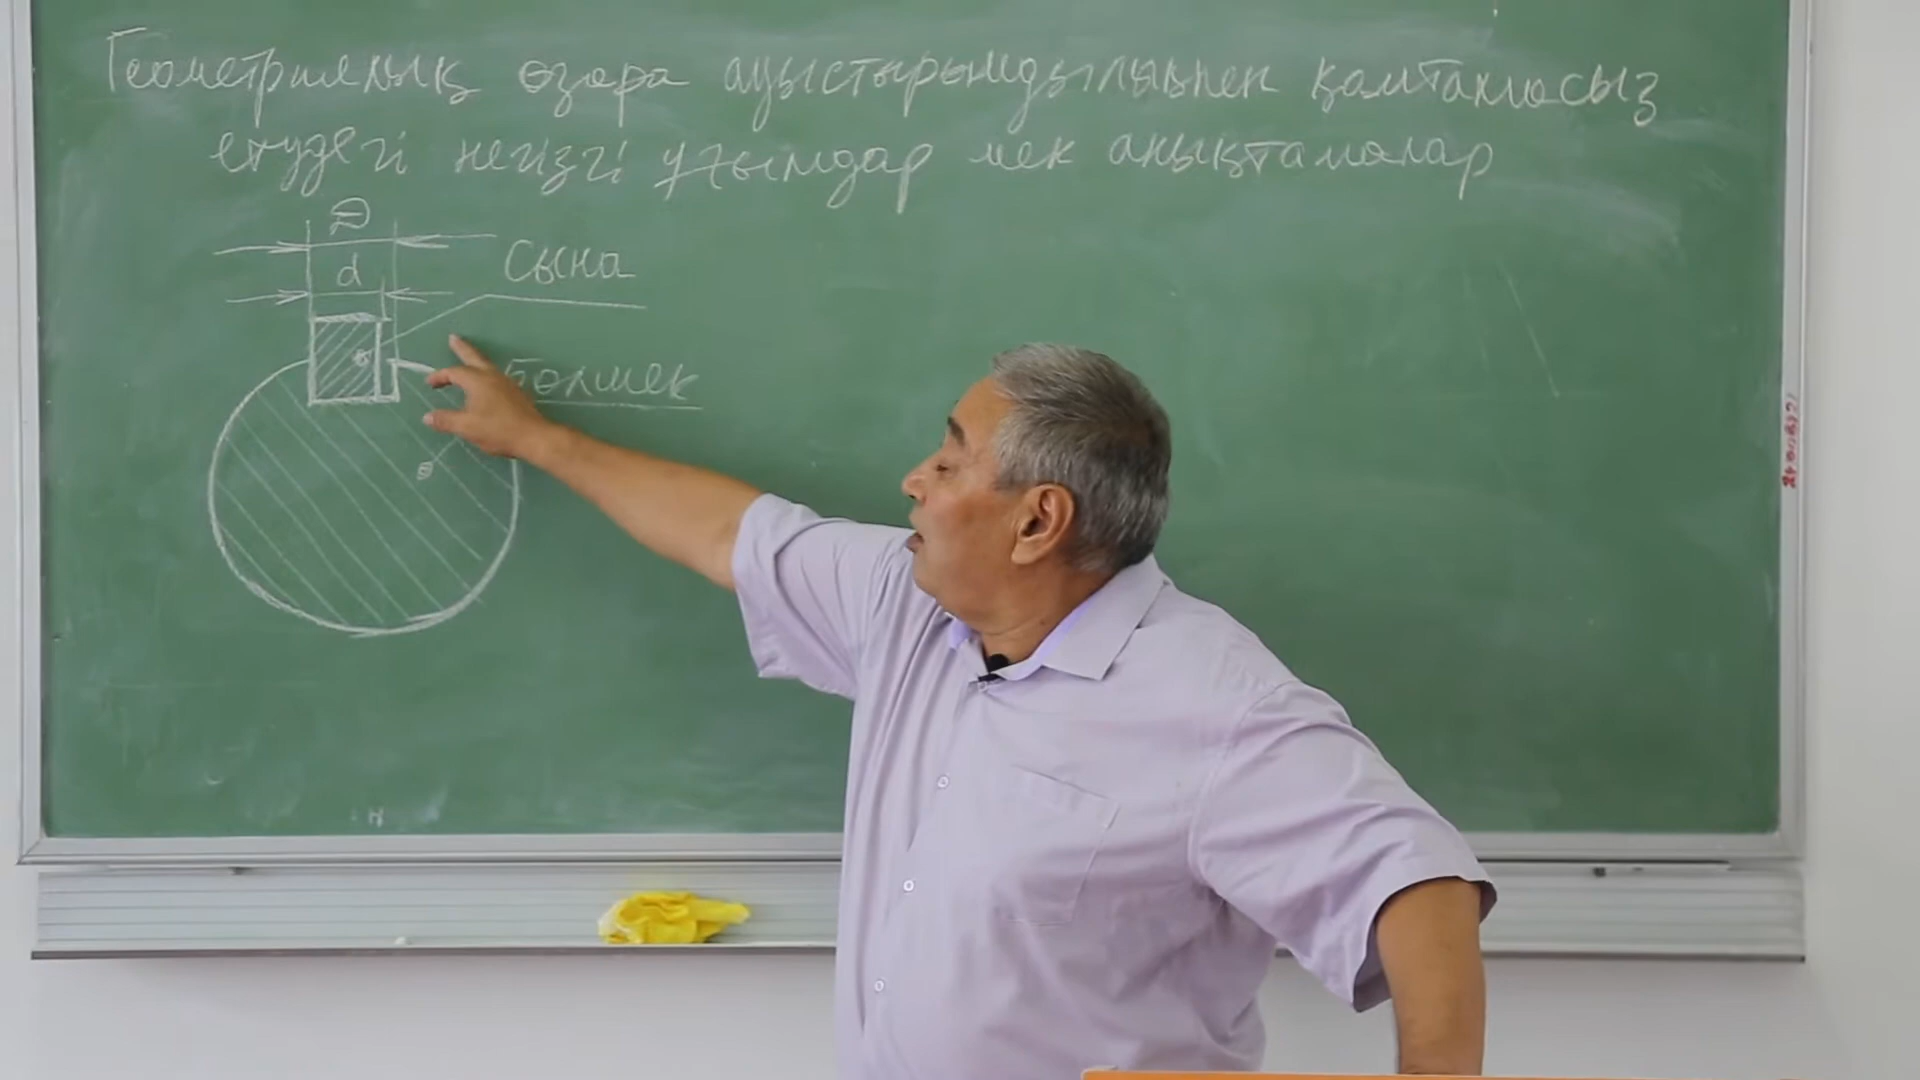 Геометриялық өзара ауыстырымдылықпен қамтамасыз
етудегі негізгі ұғымдар мен анықтамалар
D
d
Сына
Бөлшек